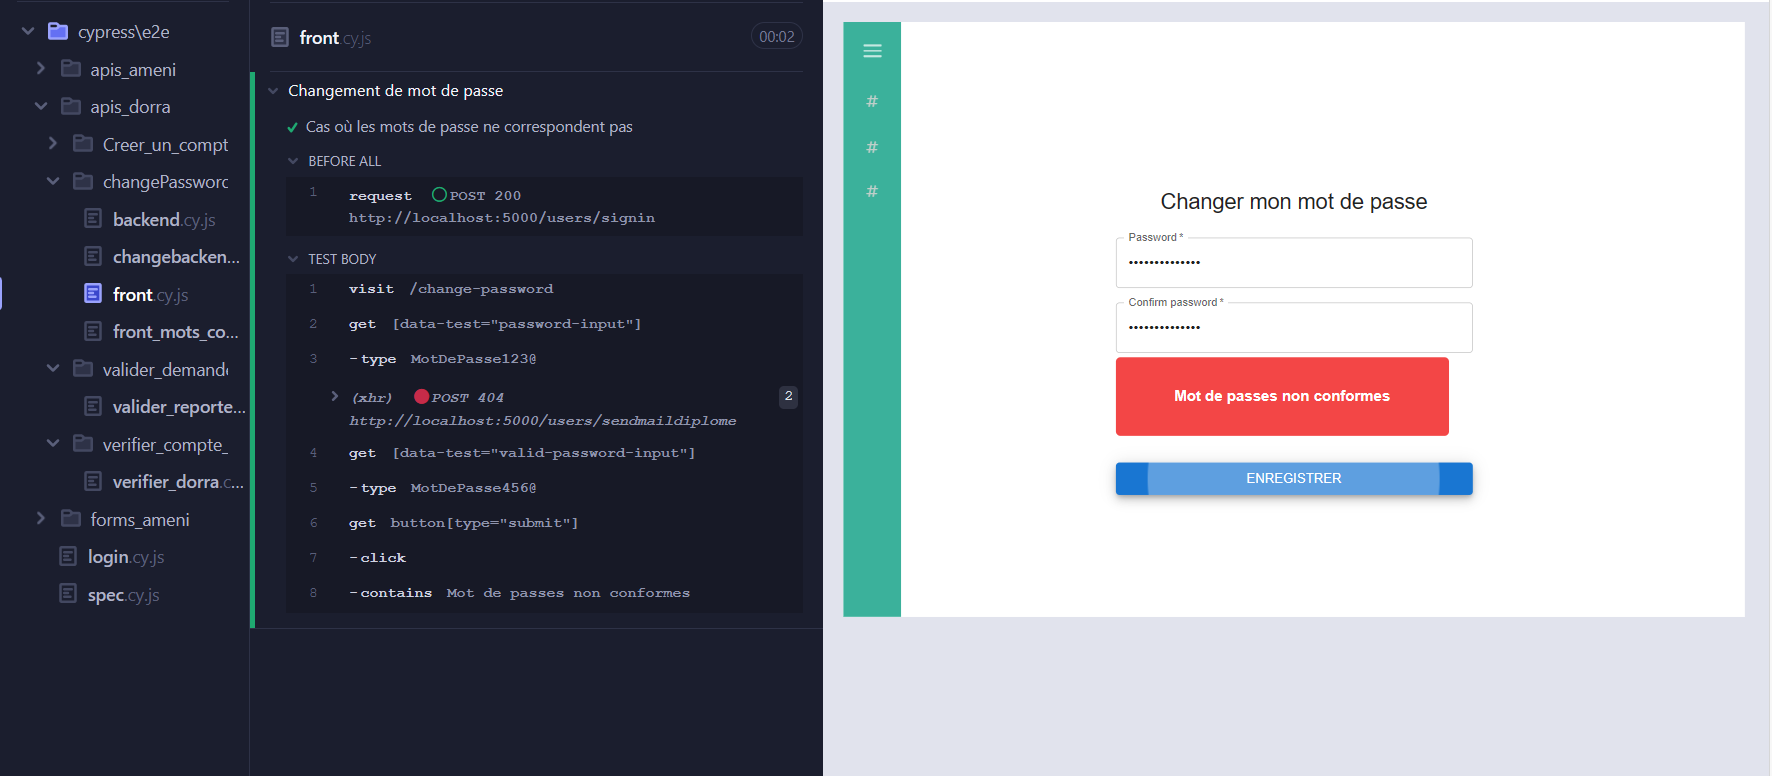 cypress\e2e
apis_ameni
apis_dorra
Creer_un_compt
changePassword
backend.cy.js
changebacken...
front.cy.js
front_mots_co...
valider_demande
valider_reporte...
verifier_compte_
verifier_dorra.c...
forms_ameni
login.cy.js
spec.cy.js
front.cy.js
00:02
Changement de mot de passe
Cas où les mots de passe ne correspondent pas
BEFORE ALL
1 request POST 200
http://localhost:5000/users/signin
TEST BODY
1 visit /change-password
2 get [data-test="password-input"]
3 -type MotDePasse123@
(xhr) POST 404 2
http://localhost:5000/users/sendmaildiplome
4 get [data-test="valid-password-input"]
5 -type MotDePasse456@
6 get button[type="submit"]
7 -click
8 -contains Mot de passes non conformes
#
#
#
Changer mon mot de passe
Password *
••••••••••••••
Confirm password *
••••••••••••••
Mot de passes non conformes
ENREGISTRER